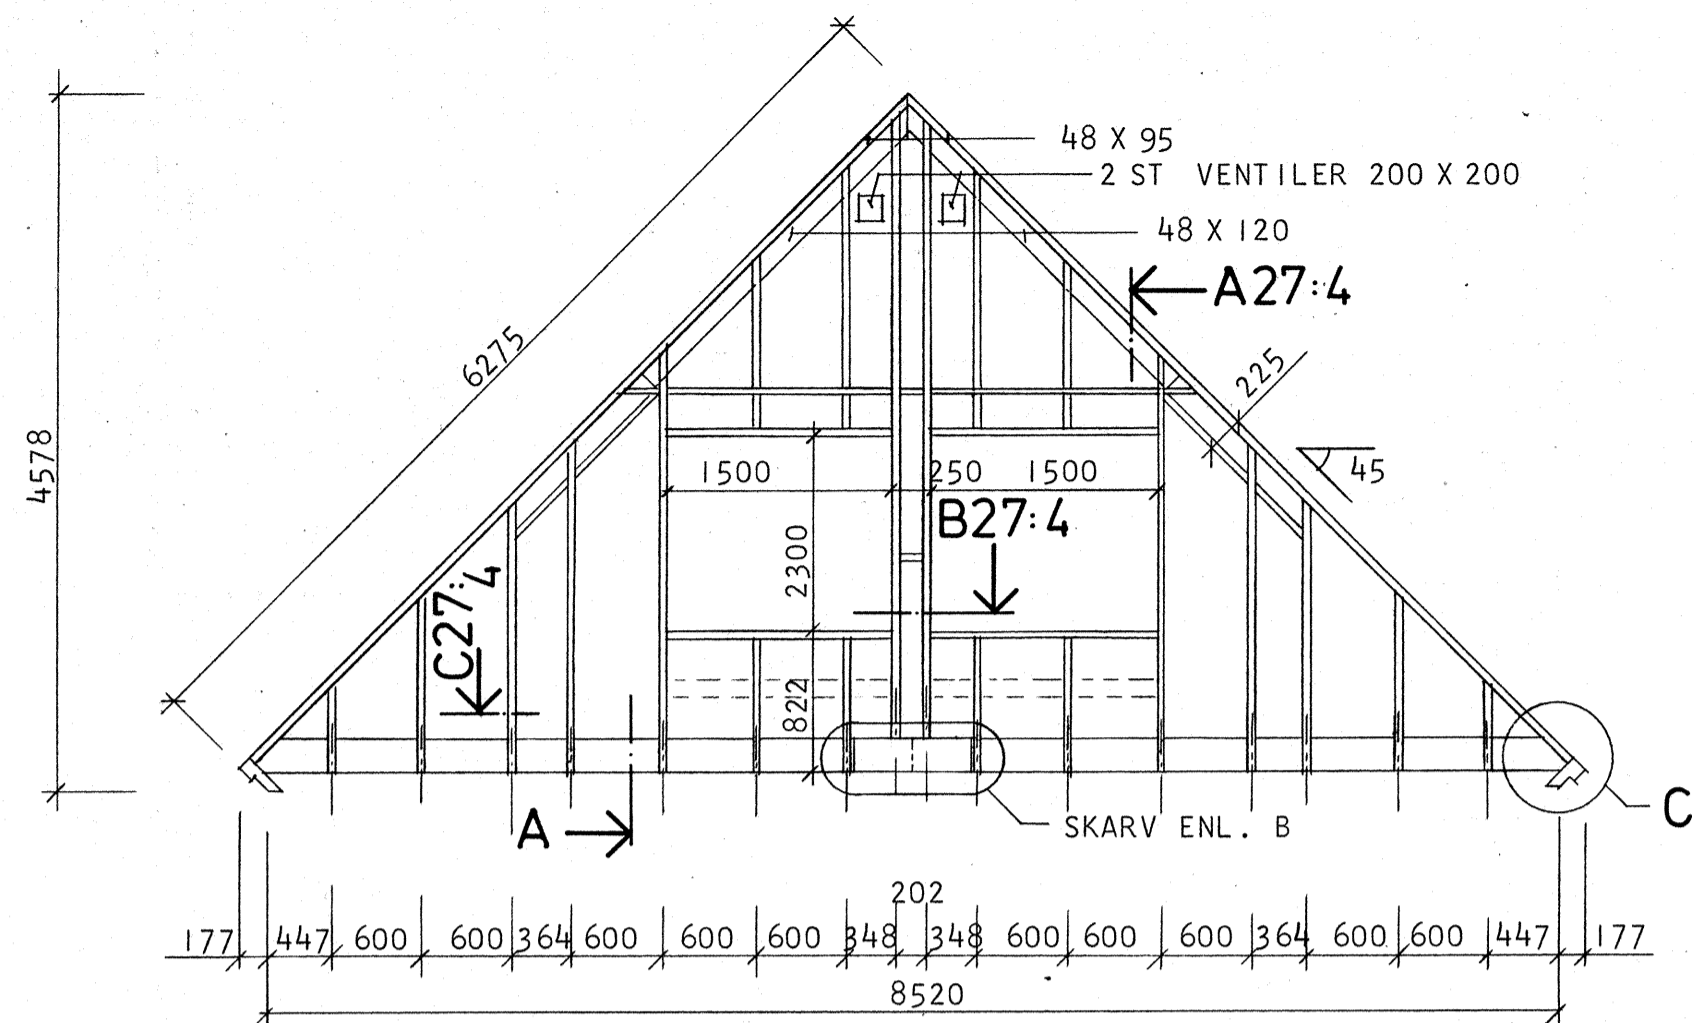 48 X 95
2 ST VENTILER 200 X 200
48 X 120
A27:4
6275
225
4578
1500 250 1500
45
B27:4
2300
C27:4
822
A
SKARV ENL. B
C
202
177 447 600 600 364 600 600 600 348 348 600 600 600 364 600 600 447 177
8520